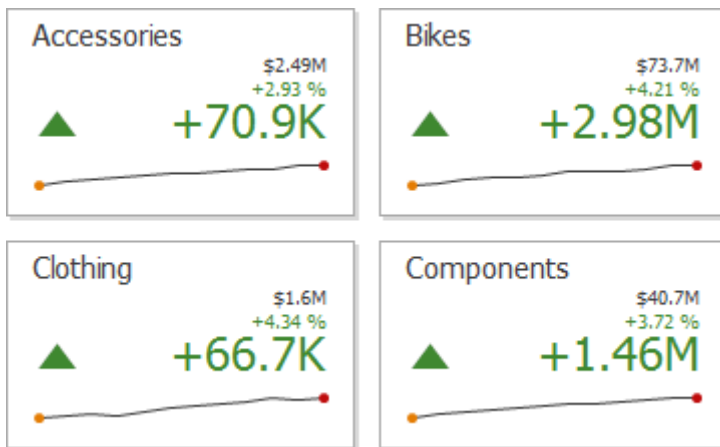 Accessories
$2.49M
+2.93 %
+70.9K
Bikes
$73.7M
+4.21 %
+2.98M
Clothing
$1.6M
+4.34 %
+66.7K
Components
$40.7M
+3.72 %
+1.46M